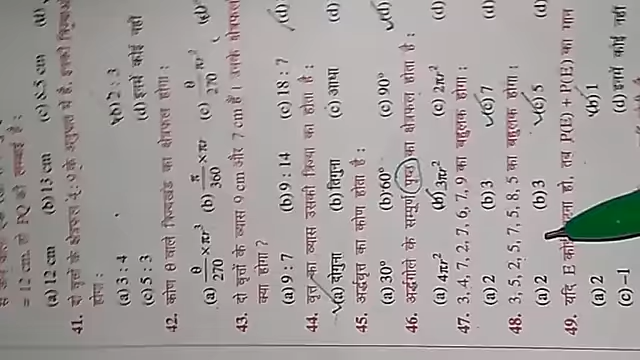 = 12 cm. तो PQ की लम्बाई है :
(a) 12 cm (b) 13 cm (c) 8.5 cm (d)
41. दो वृत्तों के क्षेत्रफल 4 : 9 के अनुपात में हैं, इनकी
होगा :
(a) 3 : 4 (b) 2 : 3
(c) 5 : 3 (d) इनमें कोई नहीं
42. कोण θ वाले त्रिज्यखंड का क्षेत्रफल होगा :
(a) θ/270 × πr³ (b) π/360 × πr (c) θ/270 πr² (d)
43. दो वृत्तों के व्यास 9 cm और 7 cm हैं। उनके क्षेत्रफल
क्या होगा ?
(a) 9 : 7 (b) 9 : 14 (c) 18 : 7 (d)
44. वृत्त का व्यास उसकी त्रिज्या का होता है :
(a) दोगुना (b) तिगुना (c) आधा (d)
45. अर्द्धवृत्त का कोण होता है :
(a) 30° (b) 60° (c) 90° (d)
46. अर्द्धगोले के सम्पूर्ण पृष्ठ का क्षेत्रफल होता है :
(a) 4πr² (b) 3πr² (c) 2πr² (d)
47. 3, 4, 7, 2, 7, 6, 7, 9 का बहुलक होगा :
(a) 2 (b) 3 (c) 7 (d)
48. 3, 5, 2, 5, 7, 5, 8, 5 का बहुलक होगा :
(a) 2 (b) 3 (c) 5 (d)
49. यदि E कोई घटना हो, तब P(E) + P(E) का मान
(a) 2 (b) 1
(c) –1 (d) इनमें कोई नहीं